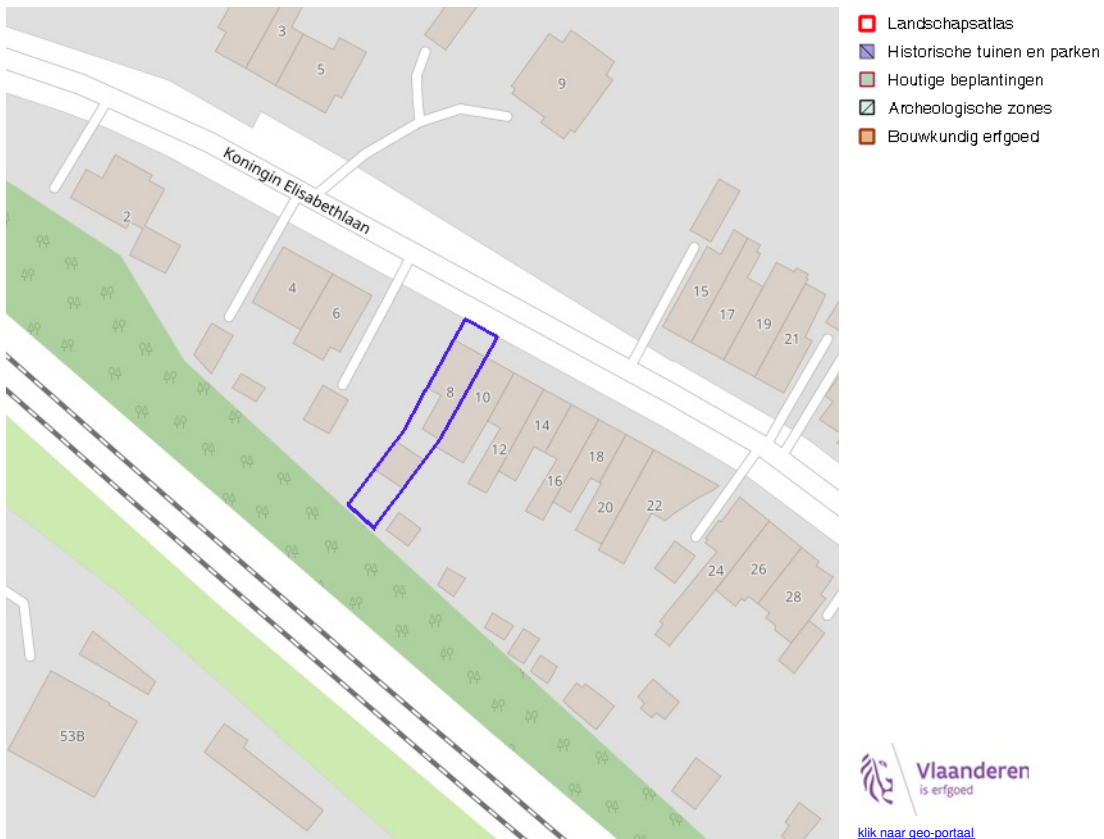 3
5
9
Koningin Elisabethlaan
2
4
6
8
10
12
14
16
18
20
22
15
17
19
21
24
26
28
53B
Landschapsatlas
Historische tuinen en parken
Houtige beplantingen
Archeologische zones
Bouwkundig erfgoed
Vlaanderen
is erfgoed
klik naar geo-portaal